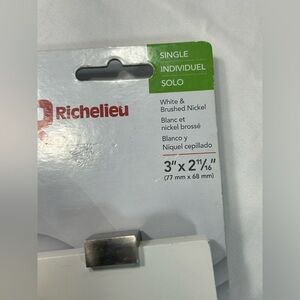 SINGLE
INDIVIDUEL
SOLO
Richelieu
White &
Brushed Nickel
Blanc et
nickel brossé
Blanco y
Níquel cepillado
3" x 2 11/16"
(77 mm x 68 mm)